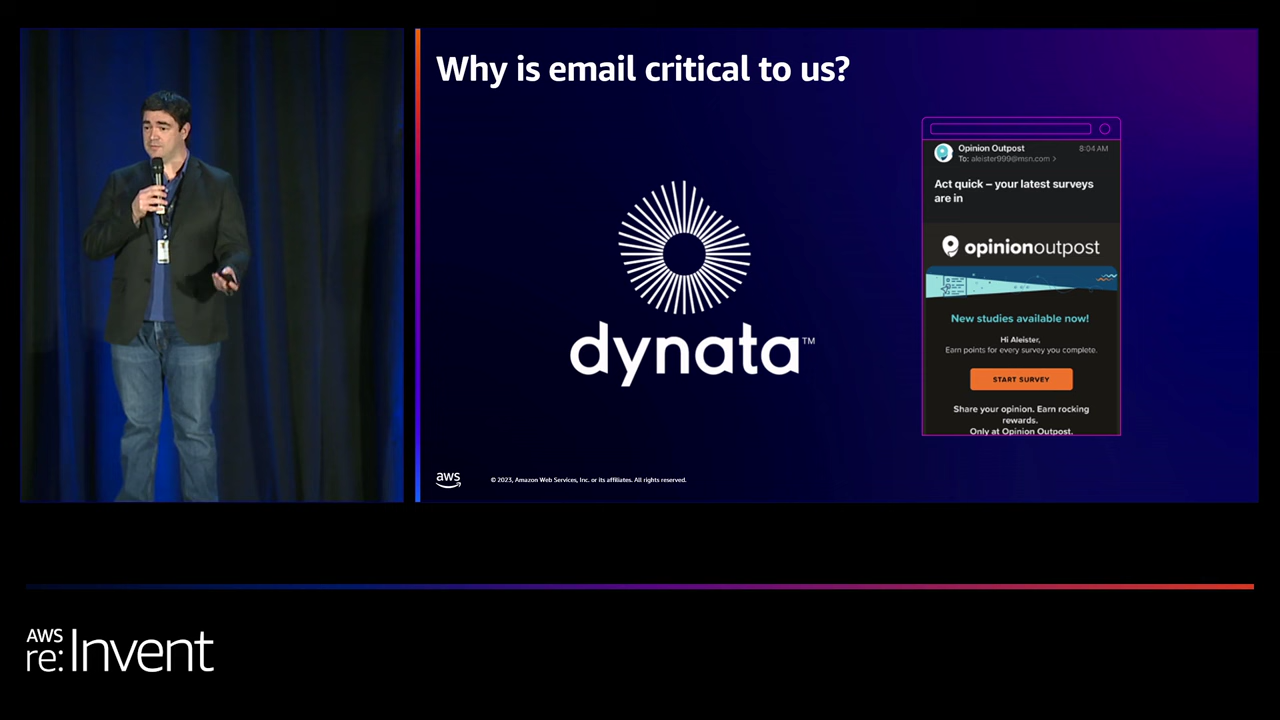 Why is email critical to us?
dynata™
Opinion Outpost
8:04 AM
To: aleister999@msn.com >
Act quick – your latest surveys
are in
opinionoutpost
New studies available now!
Hi Aleister,
Earn points for every survey you complete.
START SURVEY
Share your opinion. Earn rocking
rewards.
Only at Opinion Outpost.
aws
© 2023, Amazon Web Services, Inc. or its affiliates. All rights reserved.
AWS
re:Invent